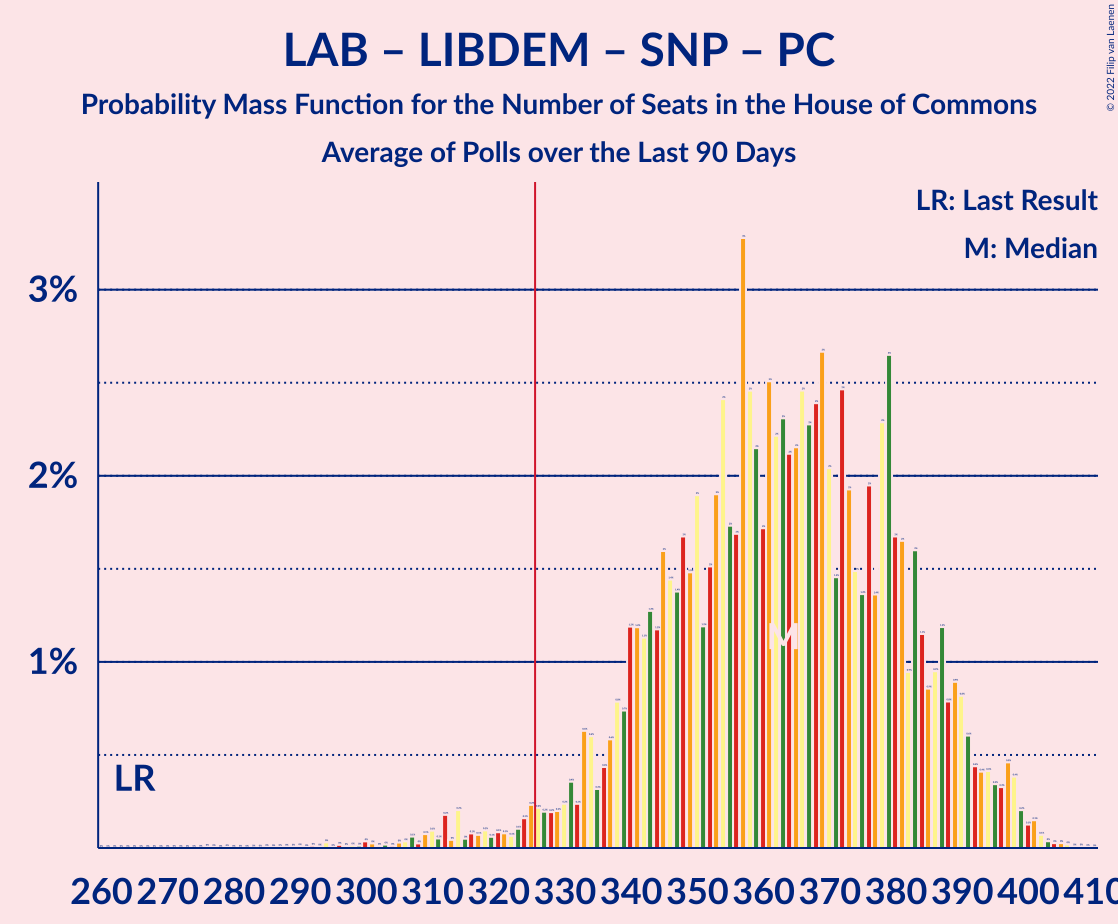 LAB – LIBDEM – SNP – PC
Probability Mass Function for the Number of Seats in the House of Commons
Average of Polls over the Last 90 Days
© 2022 Filip van Laenen
LR: Last Result
M: Median
3%
2%
1%
M
LR
260 270 280 290 300 310 320 330 340 350 360 370 380 390 400 410